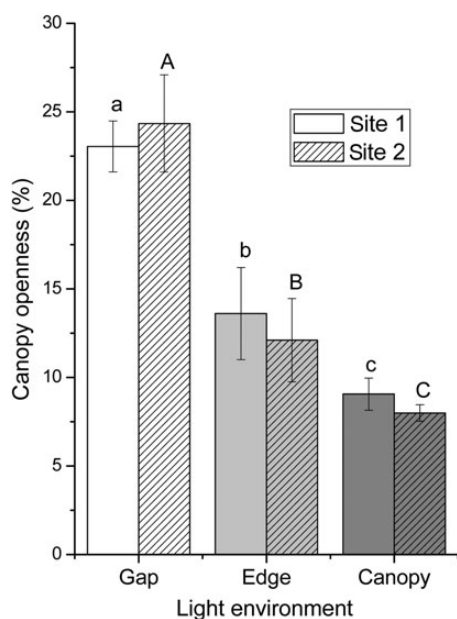 30
25
20
15
10
5
0
Canopy openness (%)
a
A
b
B
c
C
Site 1
Site 2
Gap
Edge
Canopy
Light environment